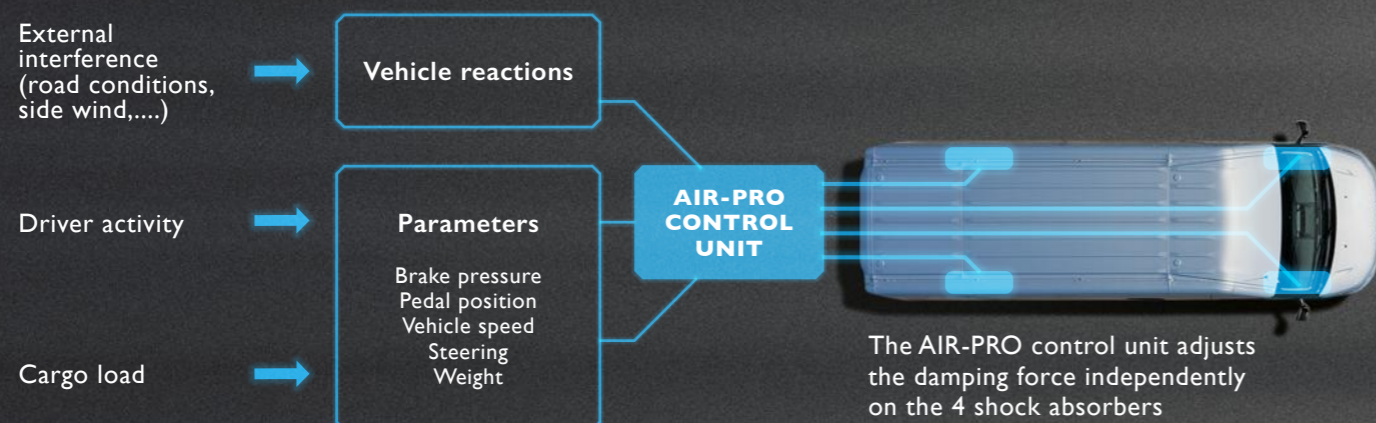 External
interference
(road conditions,
side wind,....)
Vehicle reactions
Driver activity
Cargo load
Parameters
Brake pressure
Pedal position
Vehicle speed
Steering
Weight
AIR-PRO
CONTROL
UNIT
The AIR-PRO control unit adjusts
the damping force independently
on the 4 shock absorbers